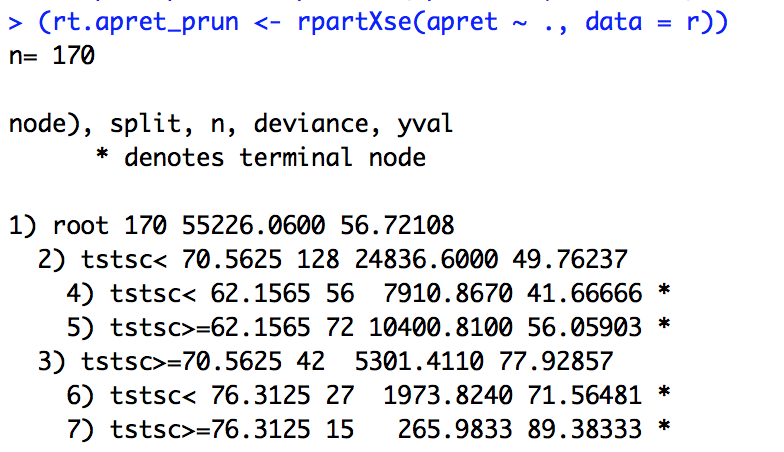 > (rt.apret_prun <- rpartXse(apret ~ ., data = r))
n= 170

node), split, n, deviance, yval
      * denotes terminal node

1) root 170 55226.0600 56.72108
  2) tstsc< 70.5625 128 24836.6000 49.76237
    4) tstsc< 62.1565 56  7910.8670 41.66666 *
    5) tstsc>=62.1565 72 10400.8100 56.05903 *
  3) tstsc>=70.5625 42  5301.4110 77.92857
    6) tstsc< 76.3125 27  1973.8240 71.56481 *
    7) tstsc>=76.3125 15   265.9833 89.38333 *